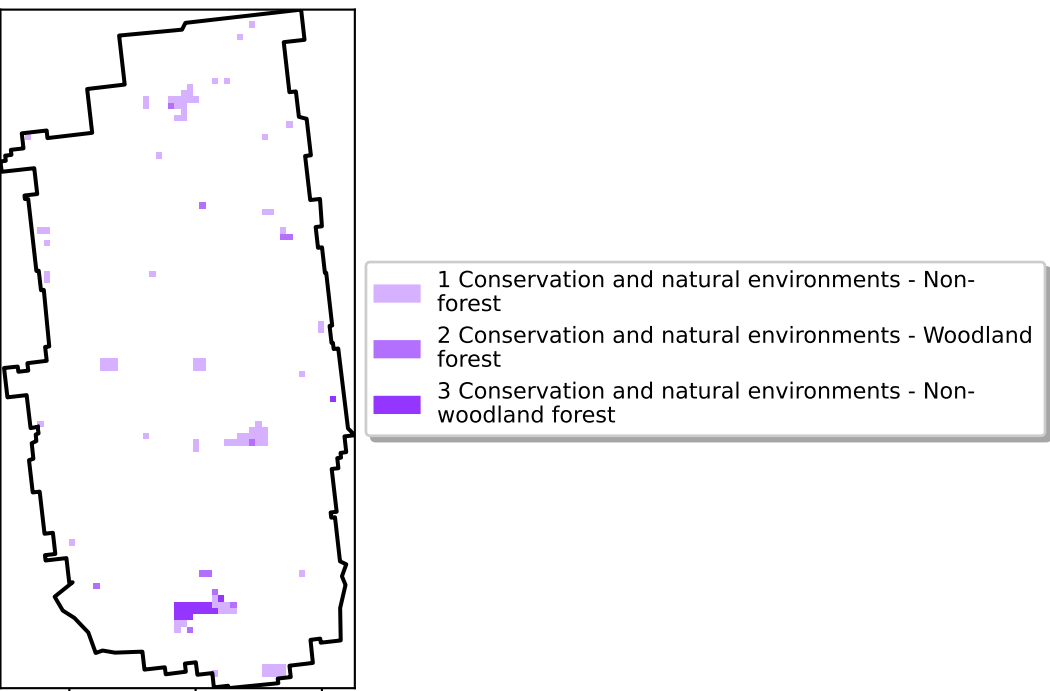 1 Conservation and natural environments - Non-
forest
2 Conservation and natural environments - Woodland
forest
3 Conservation and natural environments - Non-
woodland forest